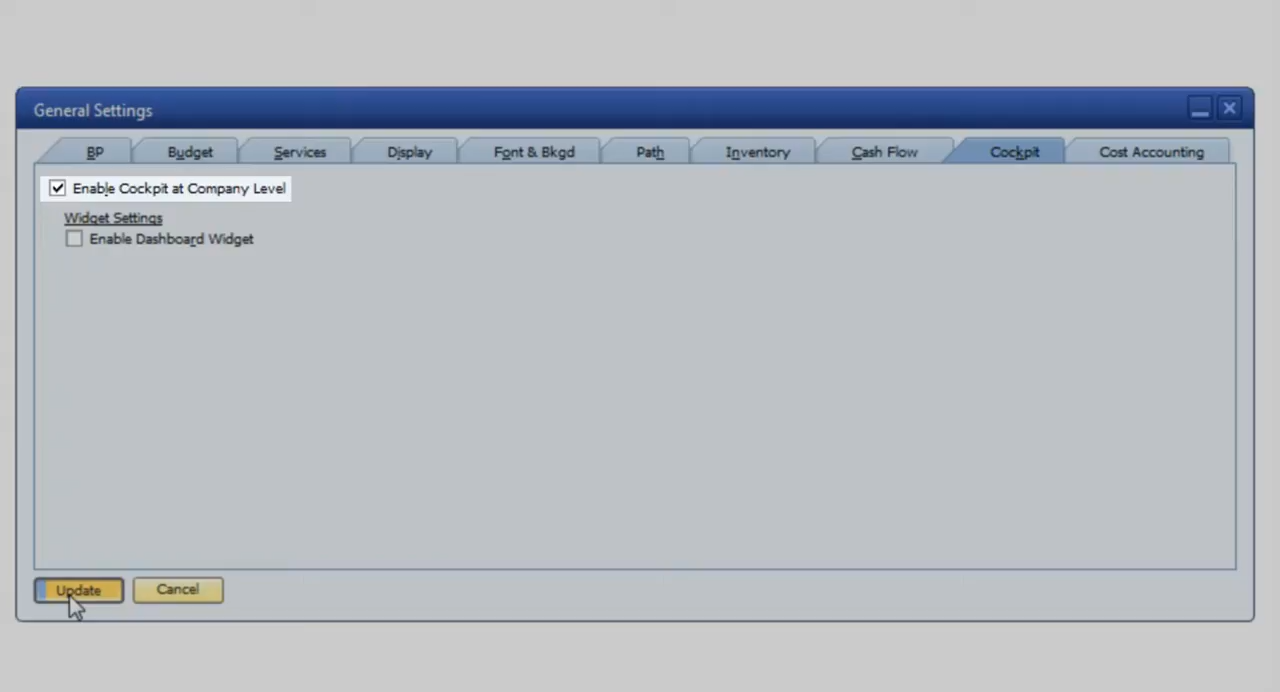 General Settings
BP Budget Services Display Font & Bkgd Path Inventory Cash Flow Cockpit Cost Accounting
Enable Cockpit at Company Level
Widget Settings
Enable Dashboard Widget
Update Cancel